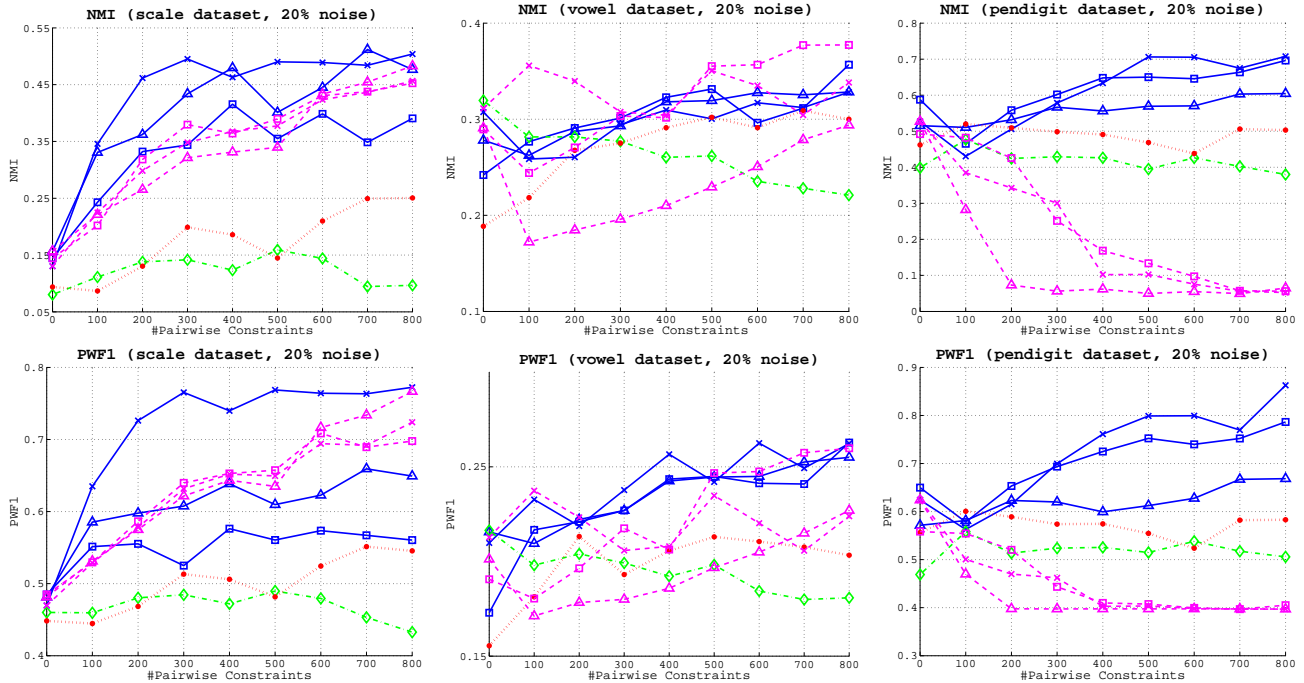 NMI (scale dataset, 20% noise)
0.55
0.45
0.35
0.25
0.15
0.05
NMI
0 100 200 300 400 500 600 700 800
#Pairwise Constraints
NMI (vowel dataset, 20% noise)
0.4
0.3
0.2
0.1
NMI
0 100 200 300 400 500 600 700 800
#Pairwise Constraints
NMI (pendigit dataset, 20% noise)
0.8
0.7
0.6
0.5
0.4
0.3
0.2
0.1
0
NMI
0 100 200 300 400 500 600 700 800
#Pairwise Constraints
PWF1 (scale dataset, 20% noise)
0.8
0.7
0.6
0.5
0.4
PWF1
0 100 200 300 400 500 600 700 800
#Pairwise Constraints
PWF1 (vowel dataset, 20% noise)
0.25
0.15
PWF1
0 100 200 300 400 500 600 700 800
#Pairwise Constraints
PWF1 (pendigit dataset, 20% noise)
0.9
0.8
0.7
0.6
0.5
0.4
0.3
PWF1
0 100 200 300 400 500 600 700 800
#Pairwise Constraints